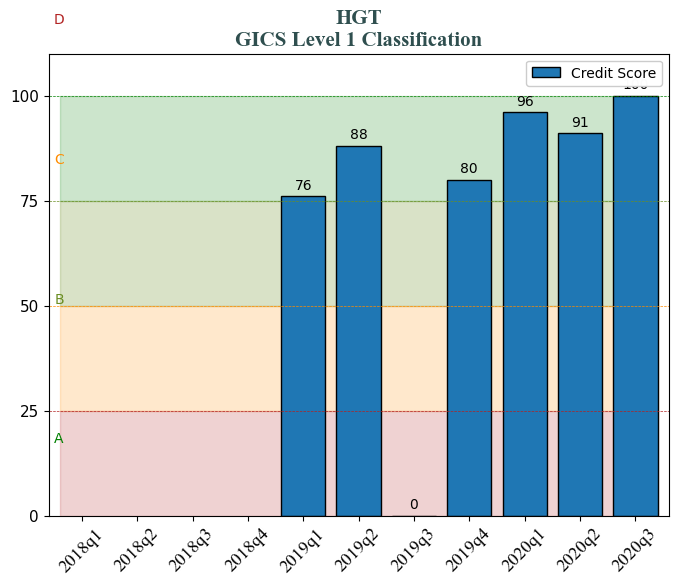 D
HGT
GICS Level 1 Classification
Credit Score
100
96
100
91
88
C
80
75
76
B
50
A
25
0
0
2018q1
2018q2
2018q3
2018q4
2019q1
2019q2
2019q3
2019q4
2020q1
2020q2
2020q3